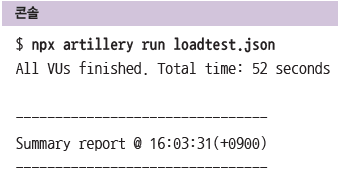 콘솔
$ npx artillery run loadtest.json
All VUs finished. Total time: 52 seconds
--------------------------------
Summary report @ 16:03:31(+0900)
--------------------------------